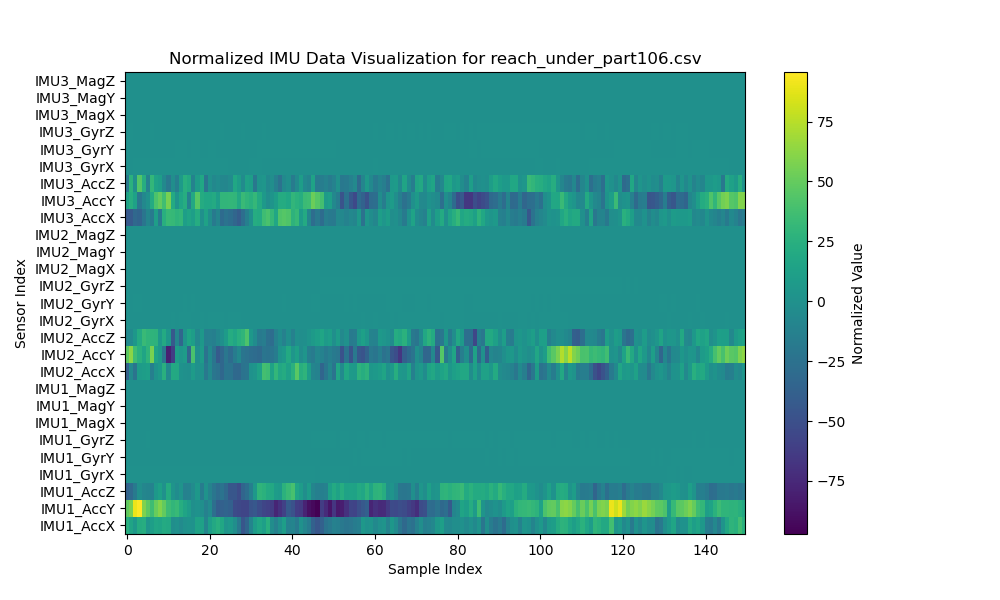 Normalized IMU Data Visualization for reach_under_part106.csv
IMU3_MagZ
IMU3_MagY
IMU3_MagX
IMU3_GyrZ
IMU3_GyrY
IMU3_GyrX
IMU3_AccZ
IMU3_AccY
IMU3_AccX
IMU2_MagZ
IMU2_MagY
IMU2_MagX
IMU2_GyrZ
IMU2_GyrY
IMU2_GyrX
IMU2_AccZ
IMU2_AccY
IMU2_AccX
IMU1_MagZ
IMU1_MagY
IMU1_MagX
IMU1_GyrZ
IMU1_GyrY
IMU1_GyrX
IMU1_AccZ
IMU1_AccY
IMU1_AccX
Sensor Index
0 20 40 60 80 100 120 140
Sample Index
75
50
25
0
−25
−50
−75
Normalized Value